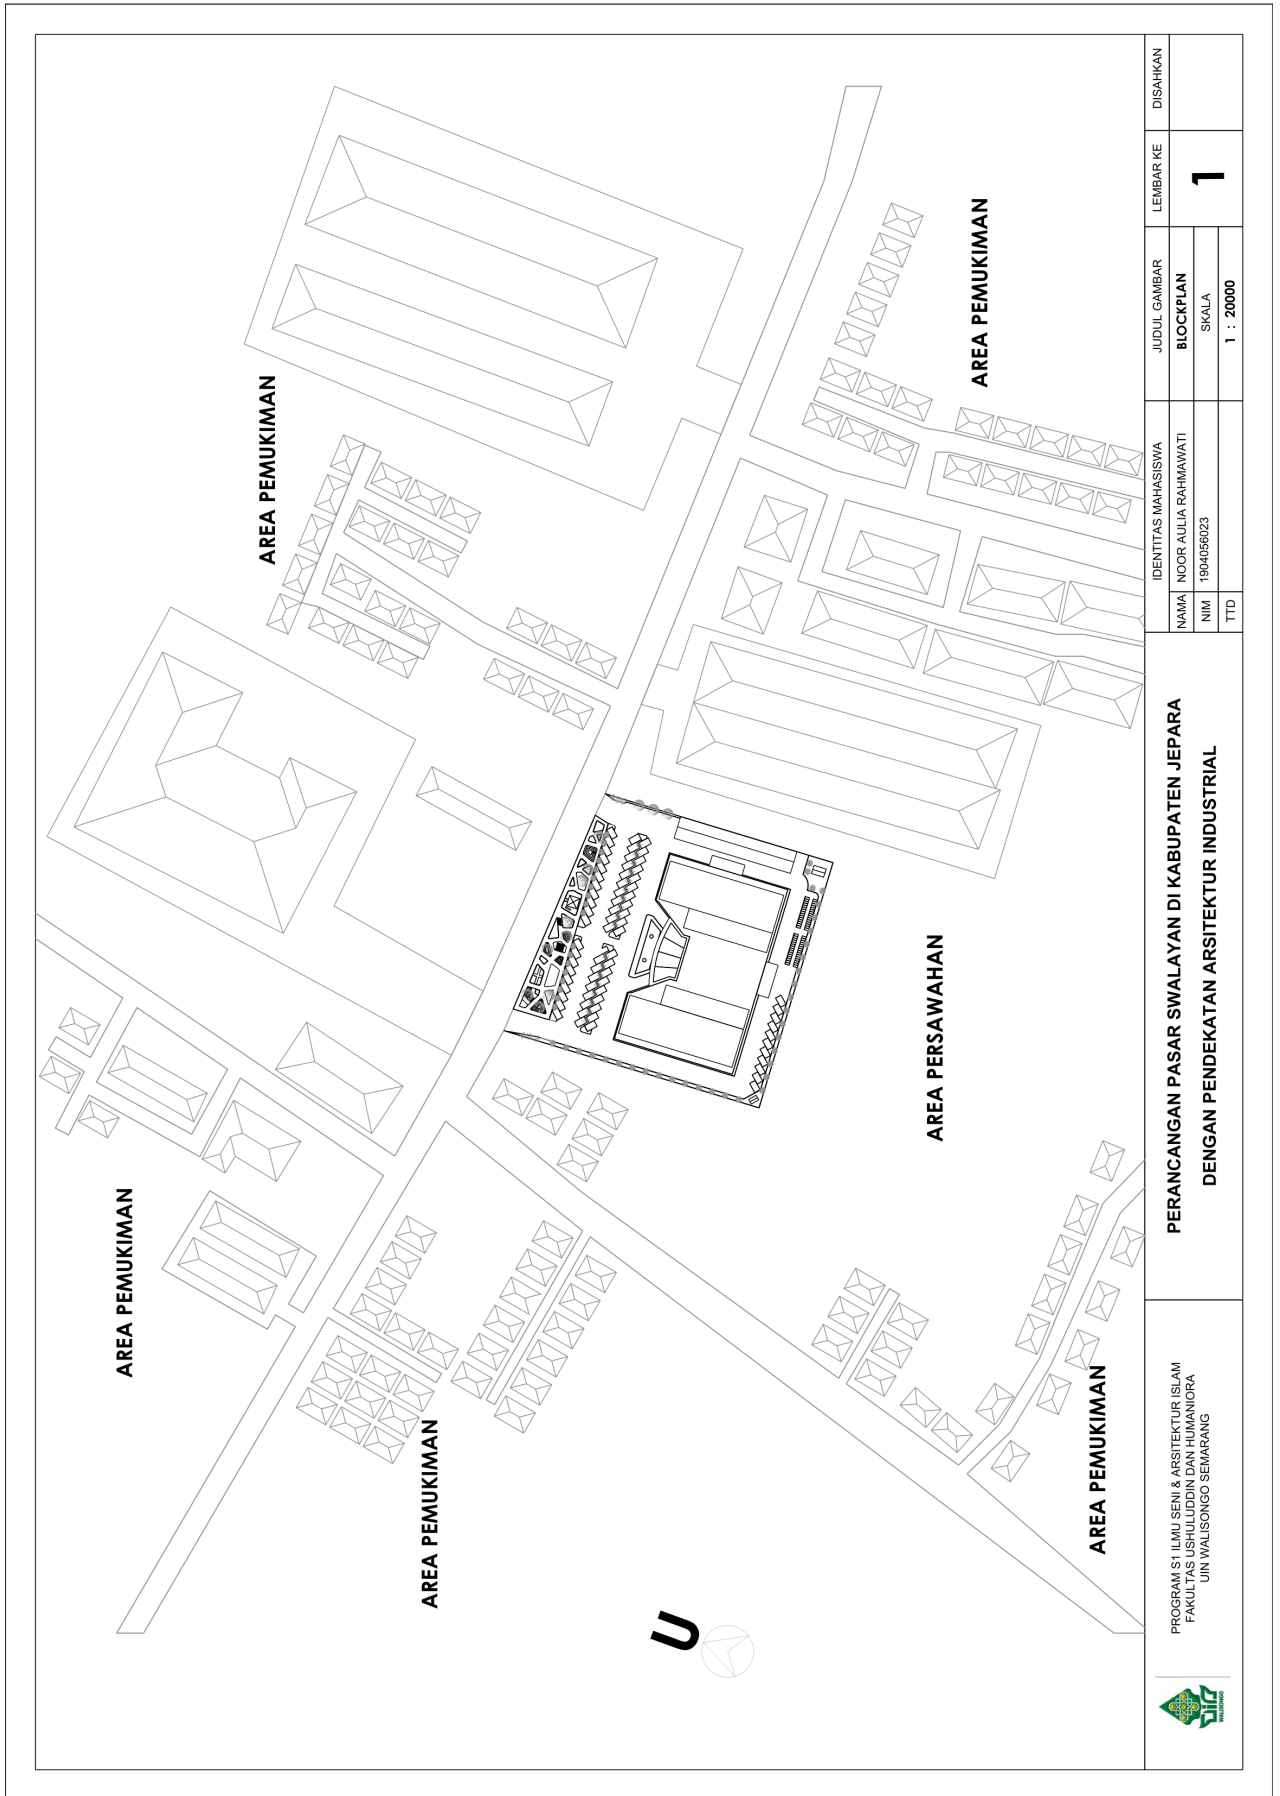 AREA PEMUKIMAN
AREA PEMUKIMAN
AREA PEMUKIMAN
AREA PEMUKIMAN
AREA PERSAWAHAN
AREA PEMUKIMAN
U
WALISONGO
PROGRAM S1 ILMU SENI & ARSITEKTUR ISLAM
FAKULTAS USHULUDDIN DAN HUMANIORA
UIN WALISONGO SEMARANG
PERANCANGAN PASAR SWALAYAN DI KABUPATEN JEPARA
DENGAN PENDEKATAN ARSITEKTUR INDUSTRIAL
IDENTITAS MAHASISWA
NAMA NOOR AULIA RAHMAWATI
NIM 1904056023
TTD
JUDUL GAMBAR
BLOCKPLAN
SKALA
1 : 20000
LEMBAR KE
1
DISAHKAN